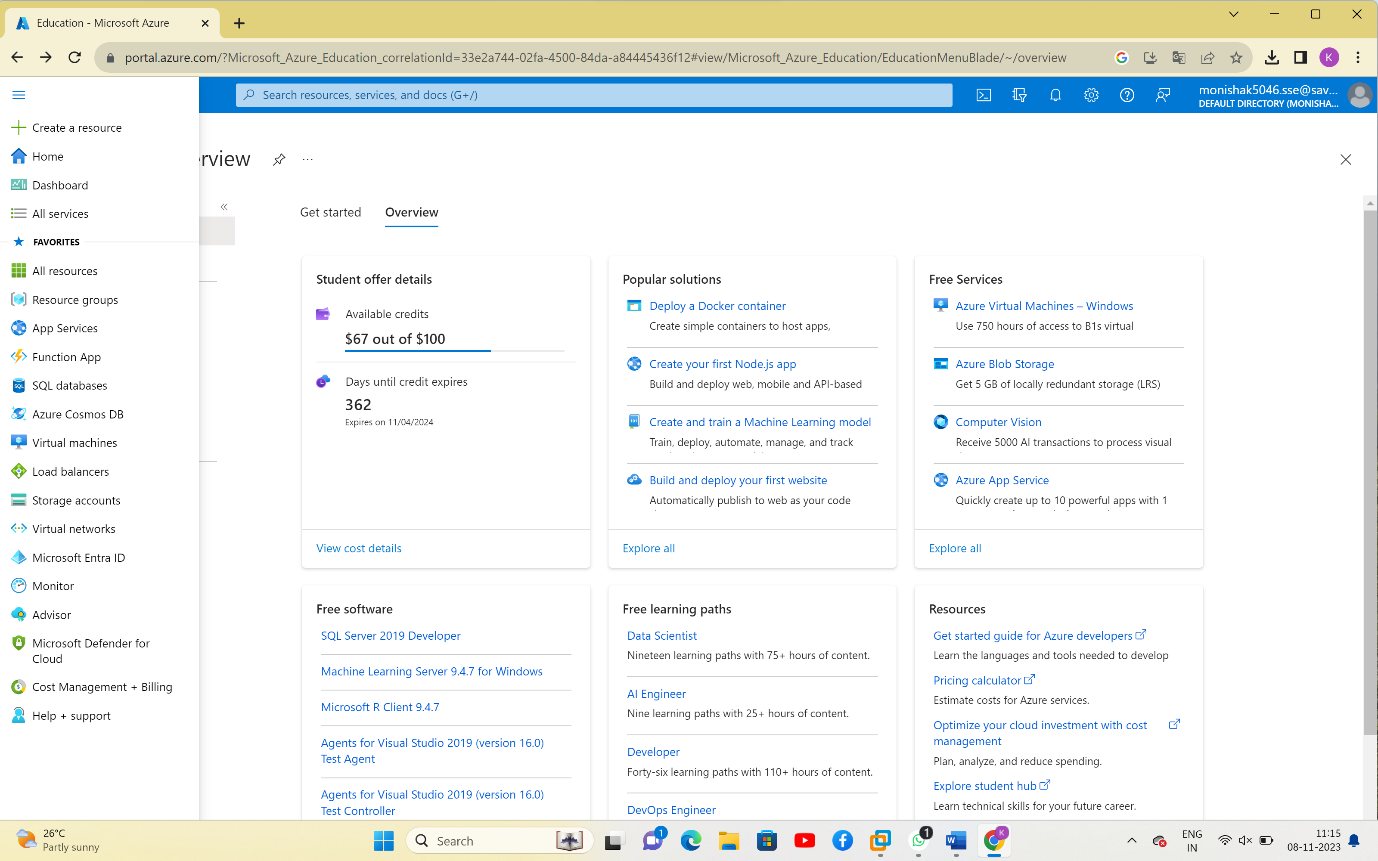 Education - Microsoft Azure
portal.azure.com/?Microsoft_Azure_Education_correlationId=33e2a744-02fa-4500-84da-a84445436f12#view/Microsoft_Azure_Education/EducationMenuBlade/~/overview
K
Search resources, services, and docs (G+/)
monishak5046.sse@sav...
DEFAULT DIRECTORY (MONISHA...
Create a resource
Home
Dashboard
All services
FAVORITES
All resources
Resource groups
App Services
Function App
SQL databases
Azure Cosmos DB
Virtual machines
Load balancers
Storage accounts
Virtual networks
Microsoft Entra ID
Monitor
Advisor
Microsoft Defender for
Cloud
Cost Management + Billing
Help + support
rview
...
Get started
Overview
Student offer details
Available credits
$67 out of $100
Days until credit expires
362
Expires on 11/04/2024
View cost details
Popular solutions
Deploy a Docker container
Create simple containers to host apps,
Create your first Node.js app
Build and deploy web, mobile and API-based
Create and train a Machine Learning model
Train, deploy, automate, manage, and track
Build and deploy your first website
Automatically publish to web as your code
Explore all
Free Services
Azure Virtual Machines – Windows
Use 750 hours of access to B1s virtual
Azure Blob Storage
Get 5 GB of locally redundant storage (LRS)
Computer Vision
Receive 5000 AI transactions to process visual
Azure App Service
Quickly create up to 10 powerful apps with 1
Explore all
Free software
SQL Server 2019 Developer
Machine Learning Server 9.4.7 for Windows
Microsoft R Client 9.4.7
Agents for Visual Studio 2019 (version 16.0)
Test Agent
Agents for Visual Studio 2019 (version 16.0)
Test Controller
Free learning paths
Data Scientist
Nineteen learning paths with 75+ hours of content.
AI Engineer
Nine learning paths with 25+ hours of content.
Developer
Forty-six learning paths with 110+ hours of content.
DevOps Engineer
Resources
Get started guide for Azure developers
Learn the languages and tools needed to develop
Pricing calculator
Estimate costs for Azure services.
Optimize your cloud investment with cost
management
Plan, analyze, and reduce spending.
Explore student hub
Learn technical skills for your future career.
26°C
Partly sunny
Search
1
1
K
ENG
IN
11:15
08-11-2023